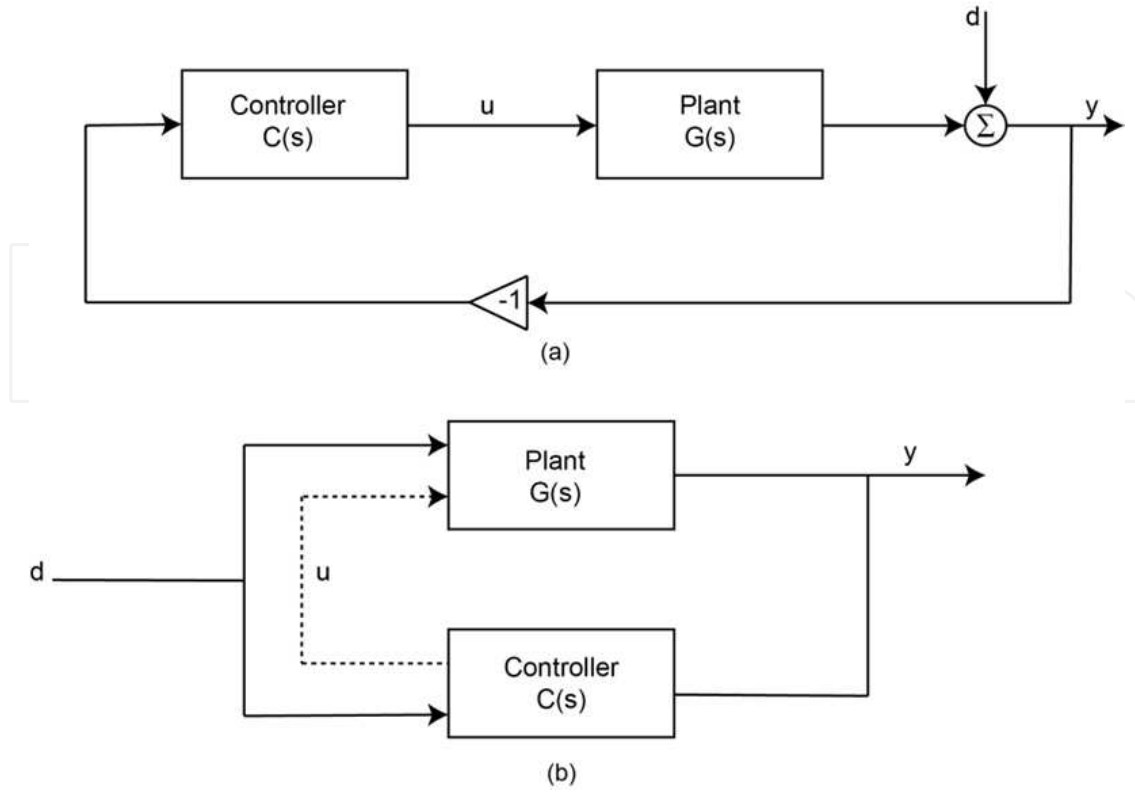 d
Controller
C(s)
u
Plant
G(s)
Σ
y
-1
(a)
Plant
G(s)
y
d
u
Controller
C(s)
(b)